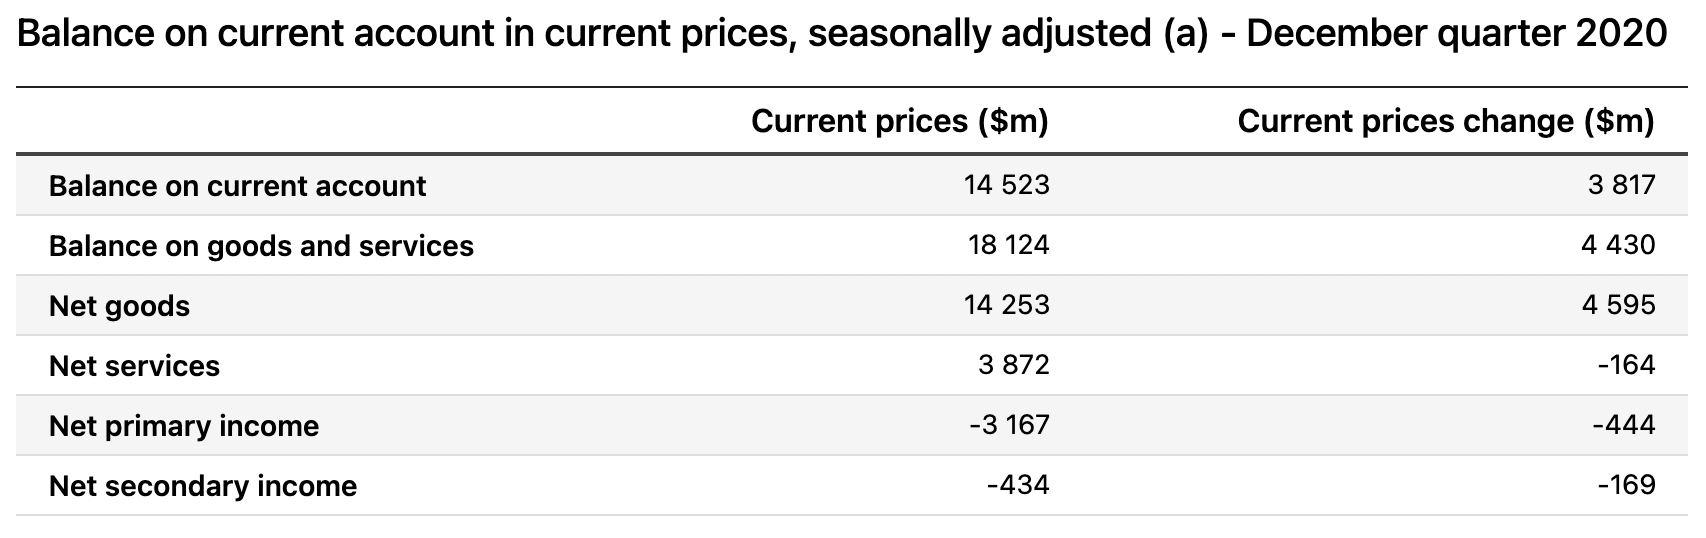 Balance on current account in current prices, seasonally adjusted (a) - December quarter 2020
Current prices ($m) Current prices change ($m)
Balance on current account 14 523 3 817
Balance on goods and services 18 124 4 430
Net goods 14 253 4 595
Net services 3 872 -164
Net primary income -3 167 -444
Net secondary income -434 -169